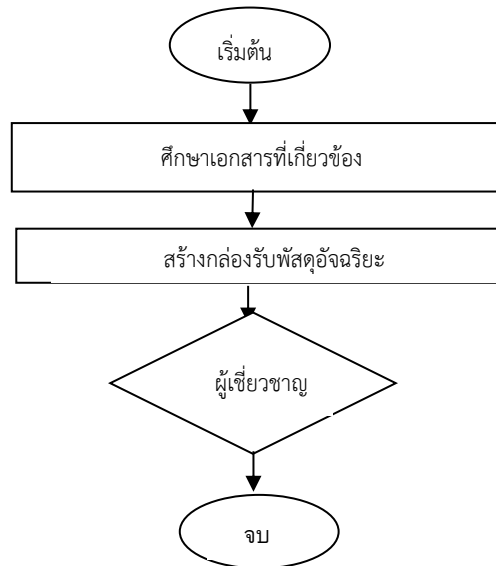 เริ่มต้น
ศึกษาเอกสารที่เกี่ยวข้อง
สร้างกล่องรับพัสดุอัจฉริยะ
ผู้เชี่ยวชาญ
จบ